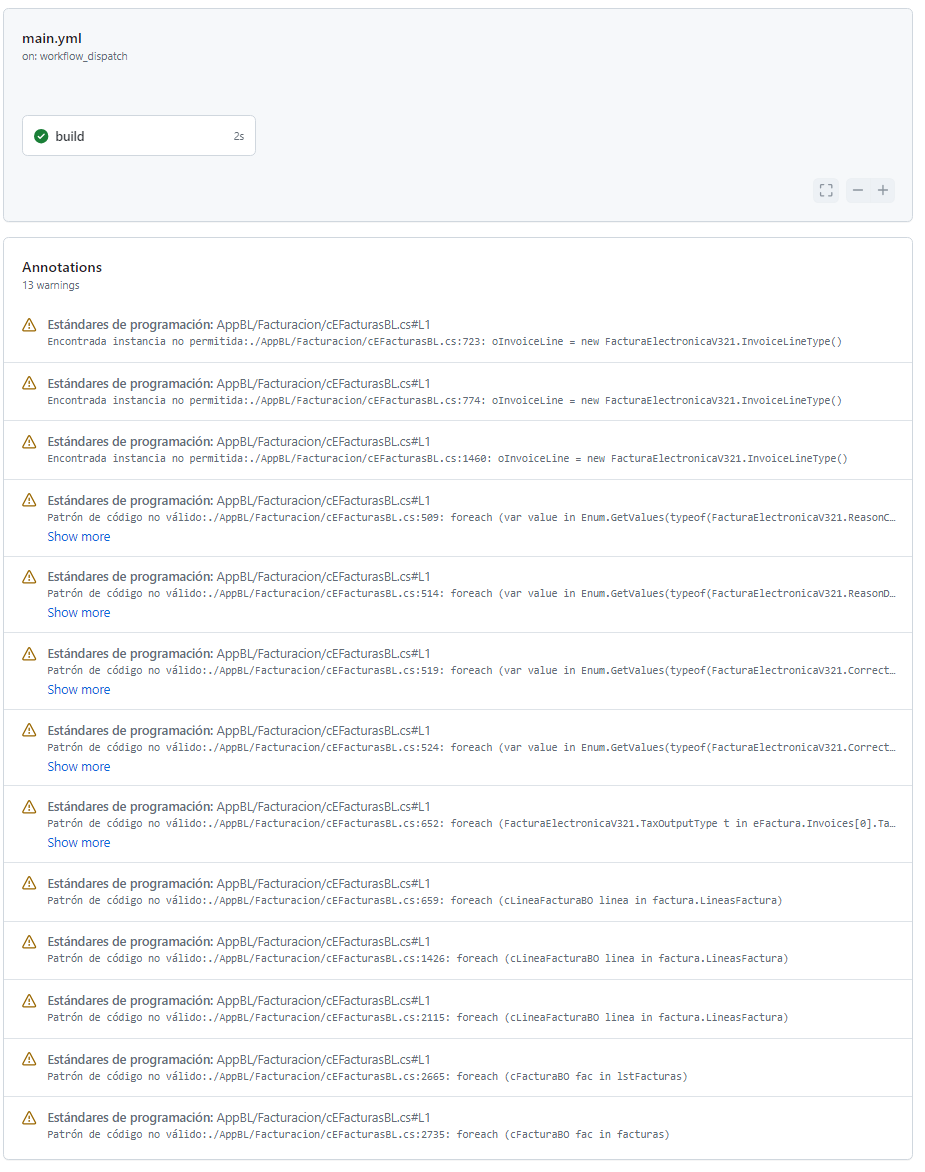 main.yml
on: workflow_dispatch
build 2s
Annotations
13 warnings
Estándares de programación: AppBL/Facturacion/cEFacturasBL.cs#L1
Encontrada instancia no permitida:./AppBL/Facturacion/cEFacturasBL.cs:723: oInvoiceLine = new FacturaElectronicaV321.InvoiceLineType()
Estándares de programación: AppBL/Facturacion/cEFacturasBL.cs#L1
Encontrada instancia no permitida:./AppBL/Facturacion/cEFacturasBL.cs:774: oInvoiceLine = new FacturaElectronicaV321.InvoiceLineType()
Estándares de programación: AppBL/Facturacion/cEFacturasBL.cs#L1
Encontrada instancia no permitida:./AppBL/Facturacion/cEFacturasBL.cs:1460: oInvoiceLine = new FacturaElectronicaV321.InvoiceLineType()
Estándares de programación: AppBL/Facturacion/cEFacturasBL.cs#L1
Patrón de código no válido:./AppBL/Facturacion/cEFacturasBL.cs:509: foreach (var value in Enum.GetValues(typeof(FacturaElectronicaV321.ReasonC…
Show more
Estándares de programación: AppBL/Facturacion/cEFacturasBL.cs#L1
Patrón de código no válido:./AppBL/Facturacion/cEFacturasBL.cs:514: foreach (var value in Enum.GetValues(typeof(FacturaElectronicaV321.ReasonD…
Show more
Estándares de programación: AppBL/Facturacion/cEFacturasBL.cs#L1
Patrón de código no válido:./AppBL/Facturacion/cEFacturasBL.cs:519: foreach (var value in Enum.GetValues(typeof(FacturaElectronicaV321.Correct…
Show more
Estándares de programación: AppBL/Facturacion/cEFacturasBL.cs#L1
Patrón de código no válido:./AppBL/Facturacion/cEFacturasBL.cs:524: foreach (var value in Enum.GetValues(typeof(FacturaElectronicaV321.Correct…
Show more
Estándares de programación: AppBL/Facturacion/cEFacturasBL.cs#L1
Patrón de código no válido:./AppBL/Facturacion/cEFacturasBL.cs:652: foreach (FacturaElectronicaV321.TaxOutputType t in eFactura.Invoices[0].Ta…
Show more
Estándares de programación: AppBL/Facturacion/cEFacturasBL.cs#L1
Patrón de código no válido:./AppBL/Facturacion/cEFacturasBL.cs:659: foreach (cLineaFacturaBO linea in factura.LineasFactura)
Estándares de programación: AppBL/Facturacion/cEFacturasBL.cs#L1
Patrón de código no válido:./AppBL/Facturacion/cEFacturasBL.cs:1426: foreach (cLineaFacturaBO linea in factura.LineasFactura)
Estándares de programación: AppBL/Facturacion/cEFacturasBL.cs#L1
Patrón de código no válido:./AppBL/Facturacion/cEFacturasBL.cs:2115: foreach (cLineaFacturaBO linea in factura.LineasFactura)
Estándares de programación: AppBL/Facturacion/cEFacturasBL.cs#L1
Patrón de código no válido:./AppBL/Facturacion/cEFacturasBL.cs:2665: foreach (cFacturaBO fac in lstFacturas)
Estándares de programación: AppBL/Facturacion/cEFacturasBL.cs#L1
Patrón de código no válido:./AppBL/Facturacion/cEFacturasBL.cs:2735: foreach (cFacturaBO fac in facturas)